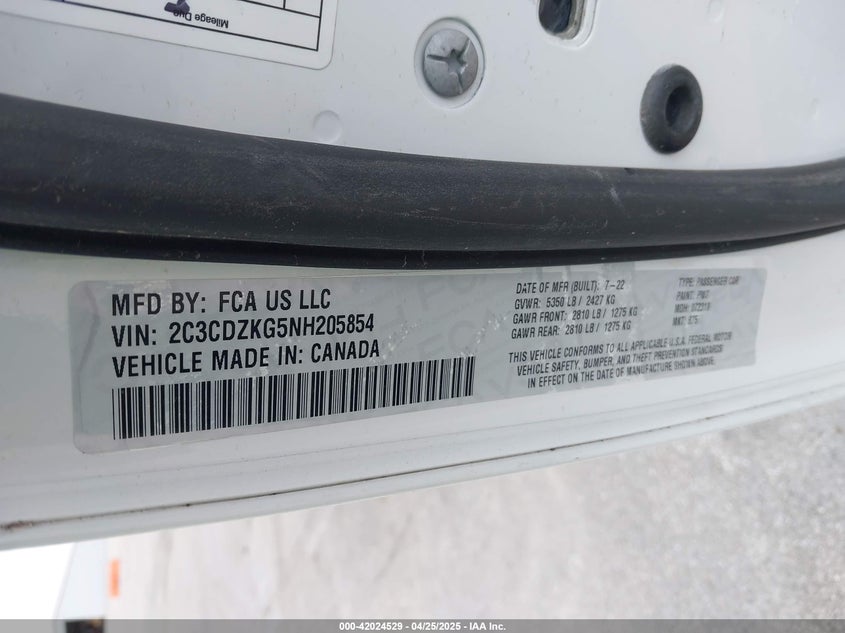 Mileage Due
MFD BY: FCA US LLC
VIN: 2C3CDZKG5NH205854
VEHICLE MADE IN: CANADA
DATE OF MFR (BUILT): 7-22
GVWR: 5350 LB / 2427 KG
GAWR FRONT: 2810 LB / 1275 KG
GAWR REAR: 2810 LB / 1275 KG
TYPE: PASSENGER CAR
PAINT: PW7
MKT: E75
THIS VEHICLE CONFORMS TO ALL APPLICABLE U.S.A. FEDERAL MOTOR
VEHICLE SAFETY, BUMPER, AND THEFT PREVENTION STANDARDS
IN EFFECT ON THE DATE OF MANUFACTURE SHOWN ABOVE.
000-42024529 - 04/25/2025 - IAA Inc.